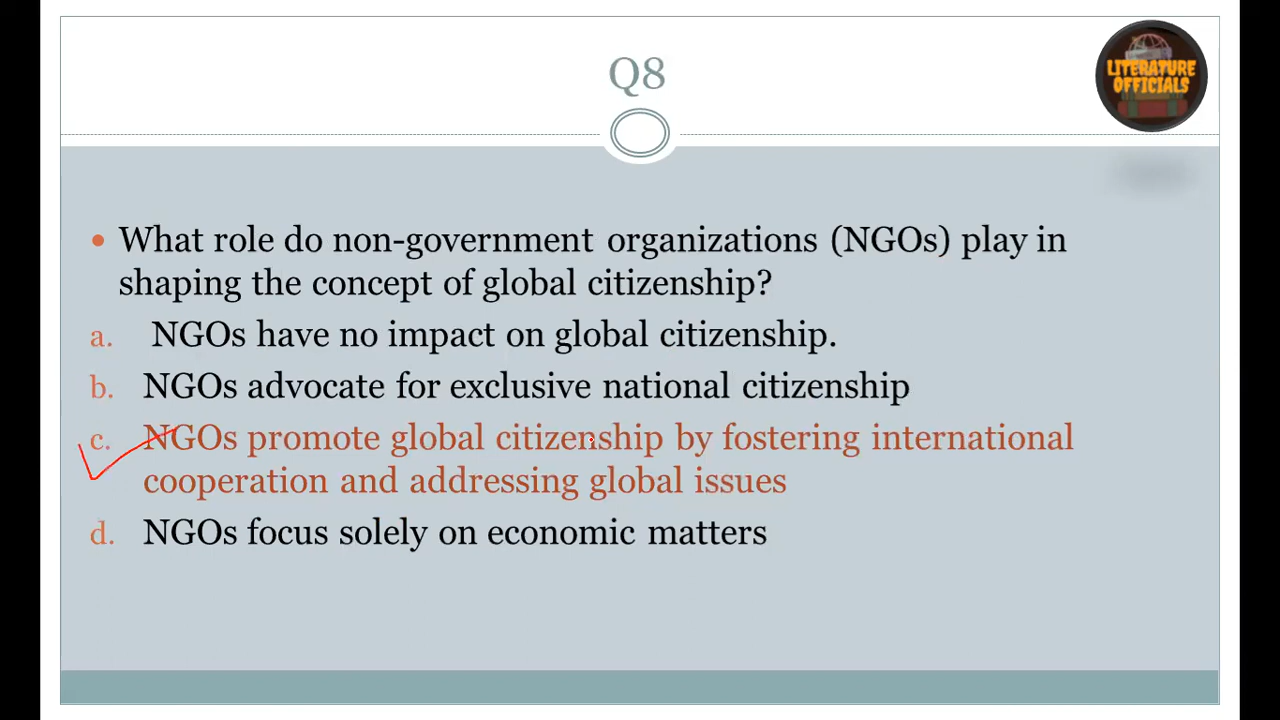 Q8
LITERATURE
OFFICIALS
• What role do non-government organizations (NGOs) play in
shaping the concept of global citizenship?
a. NGOs have no impact on global citizenship.
b. NGOs advocate for exclusive national citizenship
c. NGOs promote global citizenship by fostering international
cooperation and addressing global issues
d. NGOs focus solely on economic matters